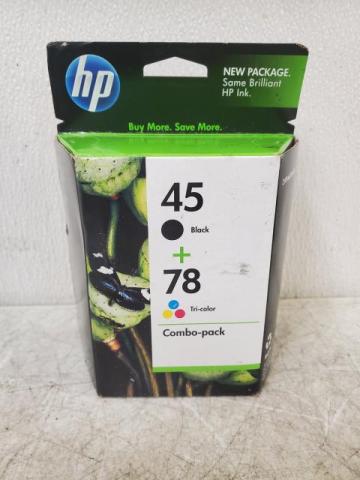 hp
NEW PACKAGE.
Same Brilliant
HP Ink.
Buy More. Save More.
45
Black
+
78
Tri-color
Combo-pack